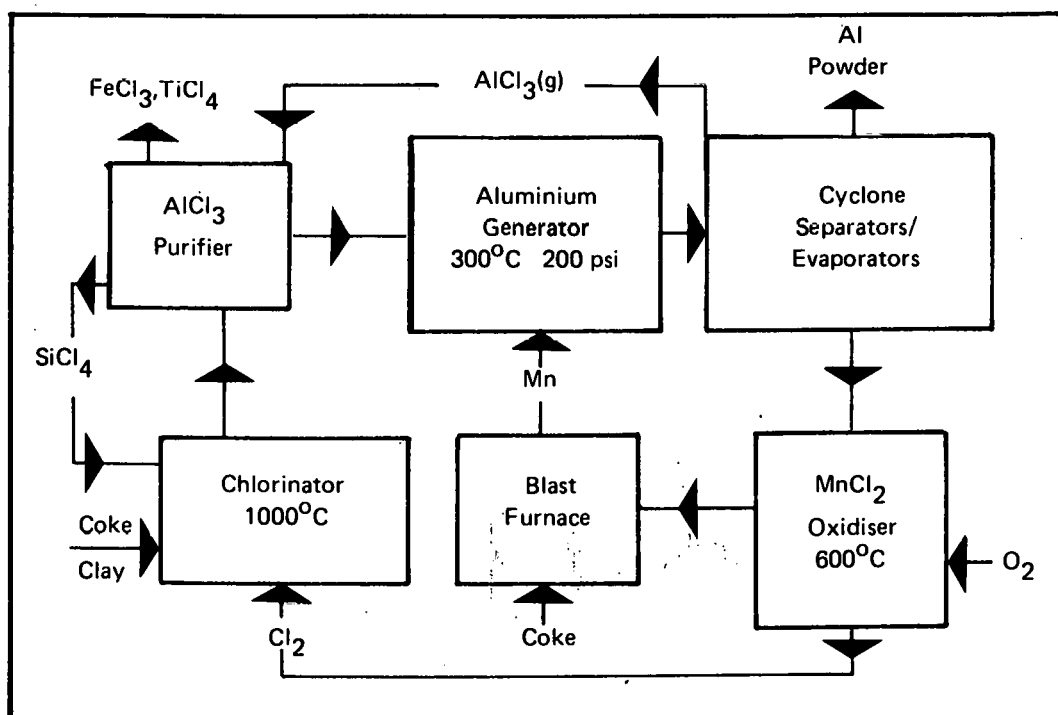 Al
Powder
FeCl3,TiCl4
AlCl3(g)
AlCl3
Purifier
Aluminium
Generator
300°C 200 psi
Cyclone
Separators/
Evaporators
SiCl4
Mn
Chlorinator
1000°C
Blast
Furnace
MnCl2
Oxidiser
600°C
Coke
Clay
O2
Cl2
Coke